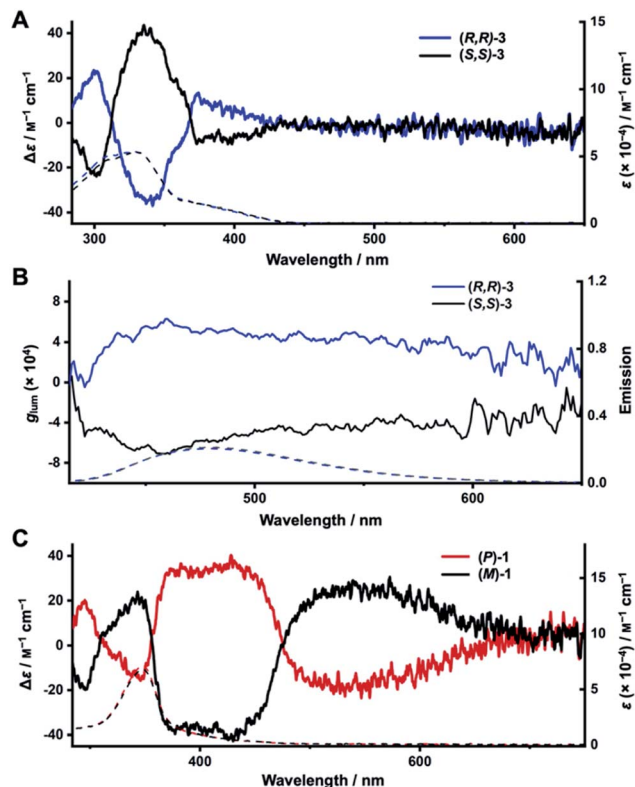 A
(R,R)-3
(S,S)-3
40
20
0
-20
-40
Δε / M⁻¹ cm⁻¹
15
10
5
0
ε (× 10⁻⁴) / M⁻¹ cm⁻¹
300 400 500 600
Wavelength / nm
B
(R,R)-3
(S,S)-3
8
4
0
-4
-8
glum (× 10⁴)
1.2
0.8
0.4
0.0
Emission
500 600
Wavelength / nm
C
(P)-1
(M)-1
40
20
0
-20
-40
Δε / M⁻¹ cm⁻¹
15
10
5
0
ε (× 10⁻⁴) / M⁻¹ cm⁻¹
400 600
Wavelength / nm